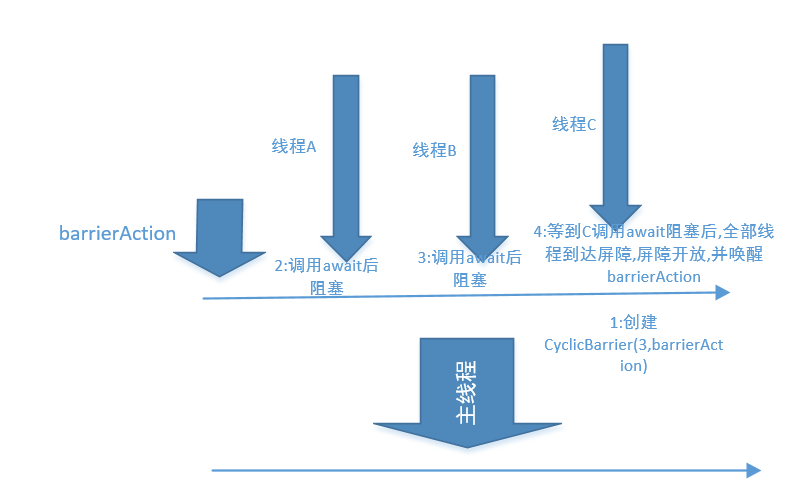 线程A
线程B
线程C
barrierAction
2:调用await后
阻塞
3:调用await后
阻塞
4:等到C调用await阻塞后,全部线
程到达屏障,屏障开放,并唤醒
barrierAction
1:创建
CyclicBarrier(3,barrierAct
ion)
主线程